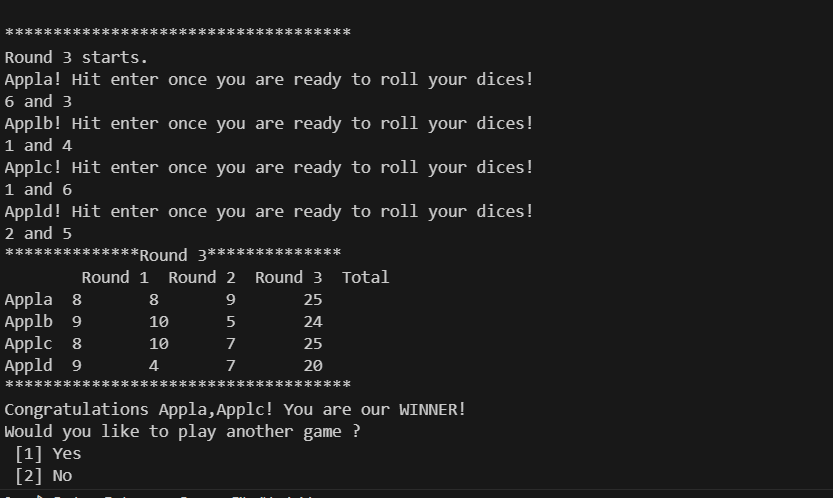 ************************************
Round 3 starts.
Appla! Hit enter once you are ready to roll your dices!
6 and 3
Applb! Hit enter once you are ready to roll your dices!
1 and 4
Applc! Hit enter once you are ready to roll your dices!
1 and 6
Appld! Hit enter once you are ready to roll your dices!
2 and 5
**************Round 3**************
        Round 1  Round 2  Round 3  Total
Appla  8       8       9       25
Applb  9       10      5       24
Applc  8       10      7       25
Appld  9       4       7       20
************************************
Congratulations Appla,Applc! You are our WINNER!
Would you like to play another game ?
 [1] Yes
 [2] No